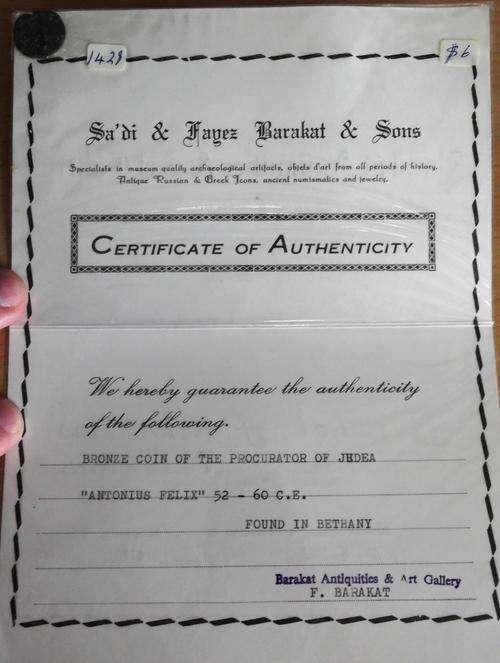 1428 $6
Sa'di & Fayez Barakat & Sons
Specialists in museum quality archaeological artifacts, objets d'art from all periods of history.
Antique Russian & Greek Icons, ancient numismatics and jewelry.
CERTIFICATE OF AUTHENTICITY
We hereby guarantee the authenticity
of the following.
BRONZE COIN OF THE PROCURATOR OF JUDEA
"ANTONIUS FELIX" 52 - 60 C.E.
FOUND IN BETHANY
Barakat Antiquities & Art Gallery
F. BARAKAT